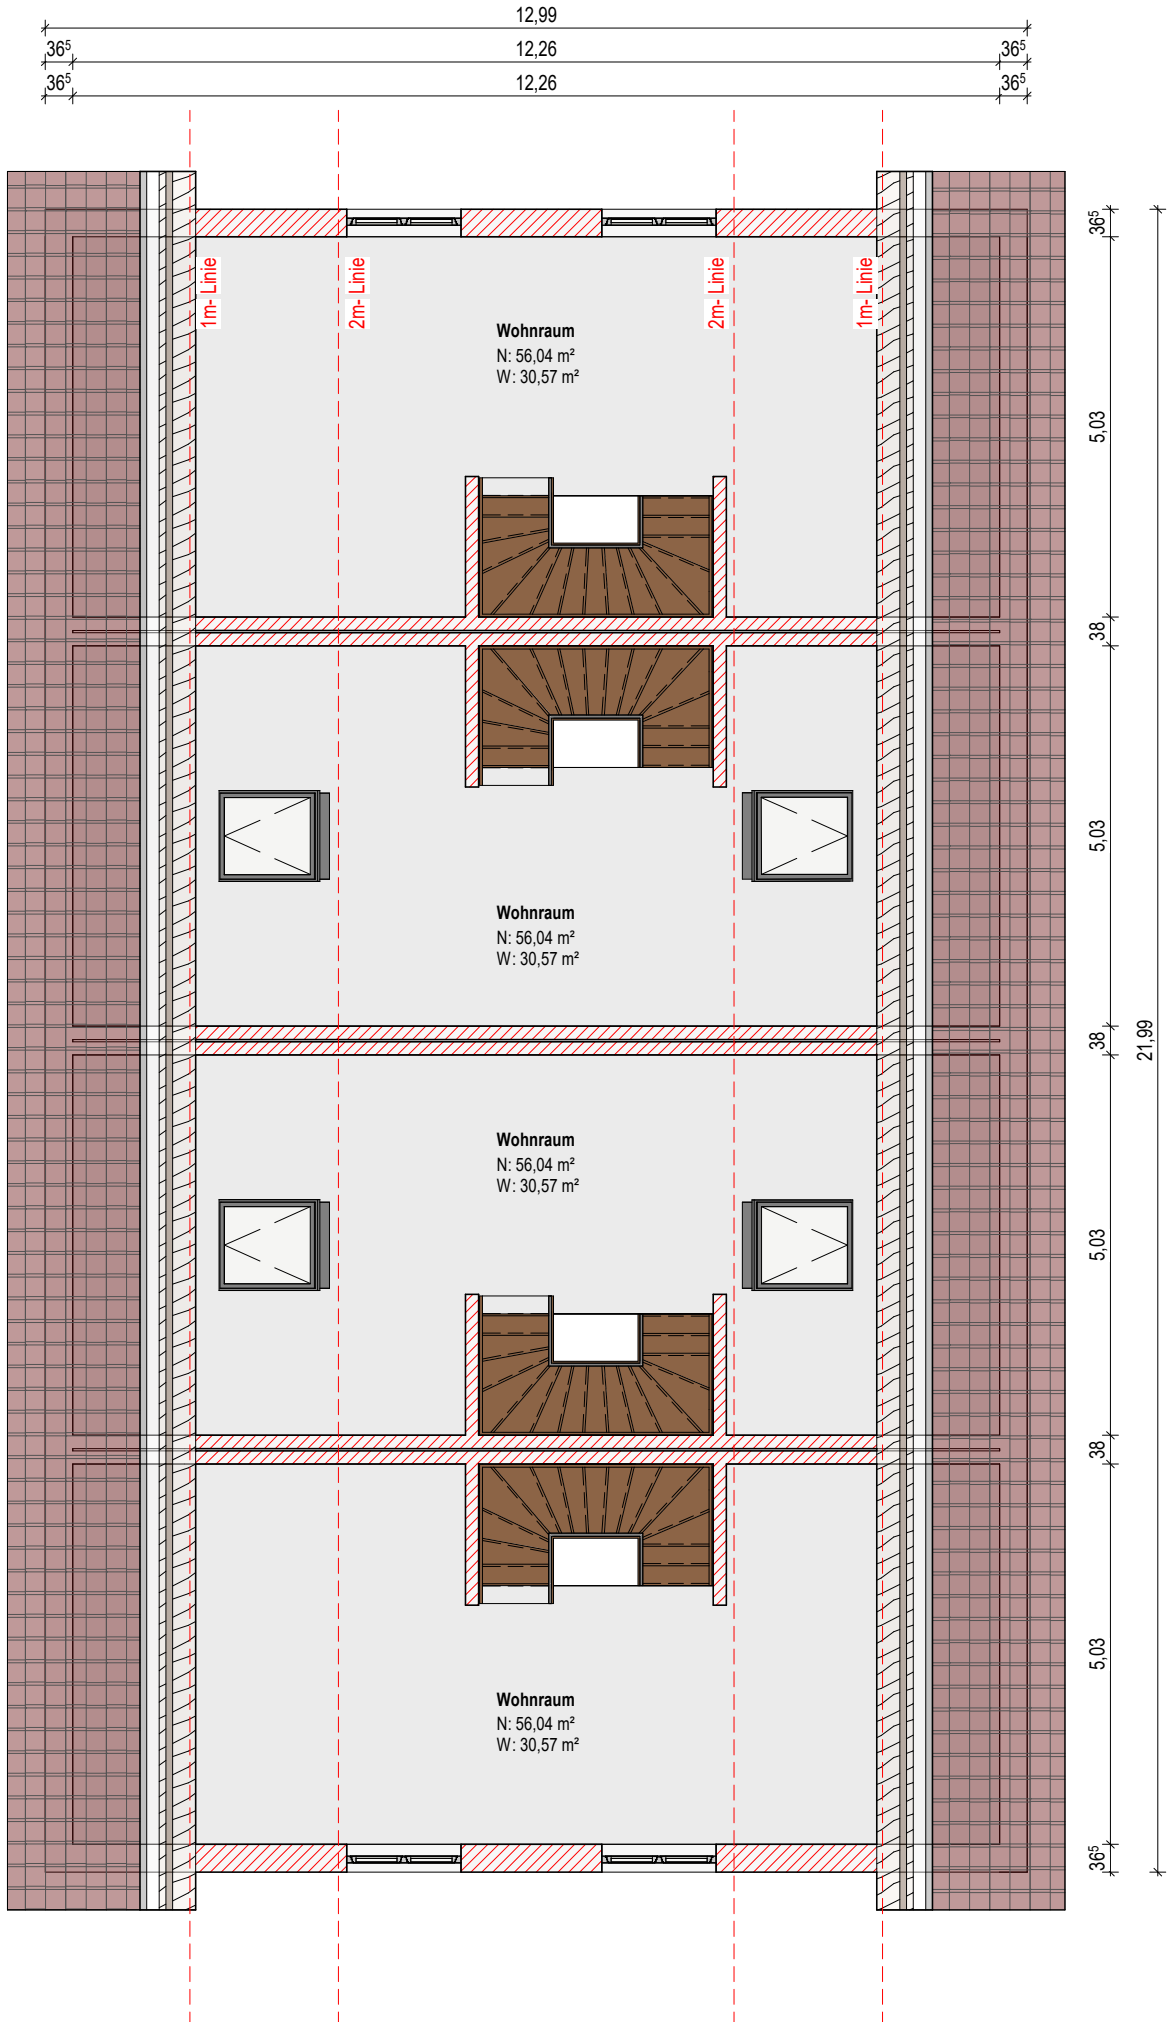 12,99
36⁵ 12,26 36⁵
36⁵ 12,26 36⁵
1m- Linie
2m- Linie
2m- Linie
1m- Linie
Wohnraum
N: 56,04 m²
W: 30,57 m²
Wohnraum
N: 56,04 m²
W: 30,57 m²
Wohnraum
N: 56,04 m²
W: 30,57 m²
Wohnraum
N: 56,04 m²
W: 30,57 m²
36⁵
5,03
38
5,03
38
5,03
38
5,03
36⁵
21,99